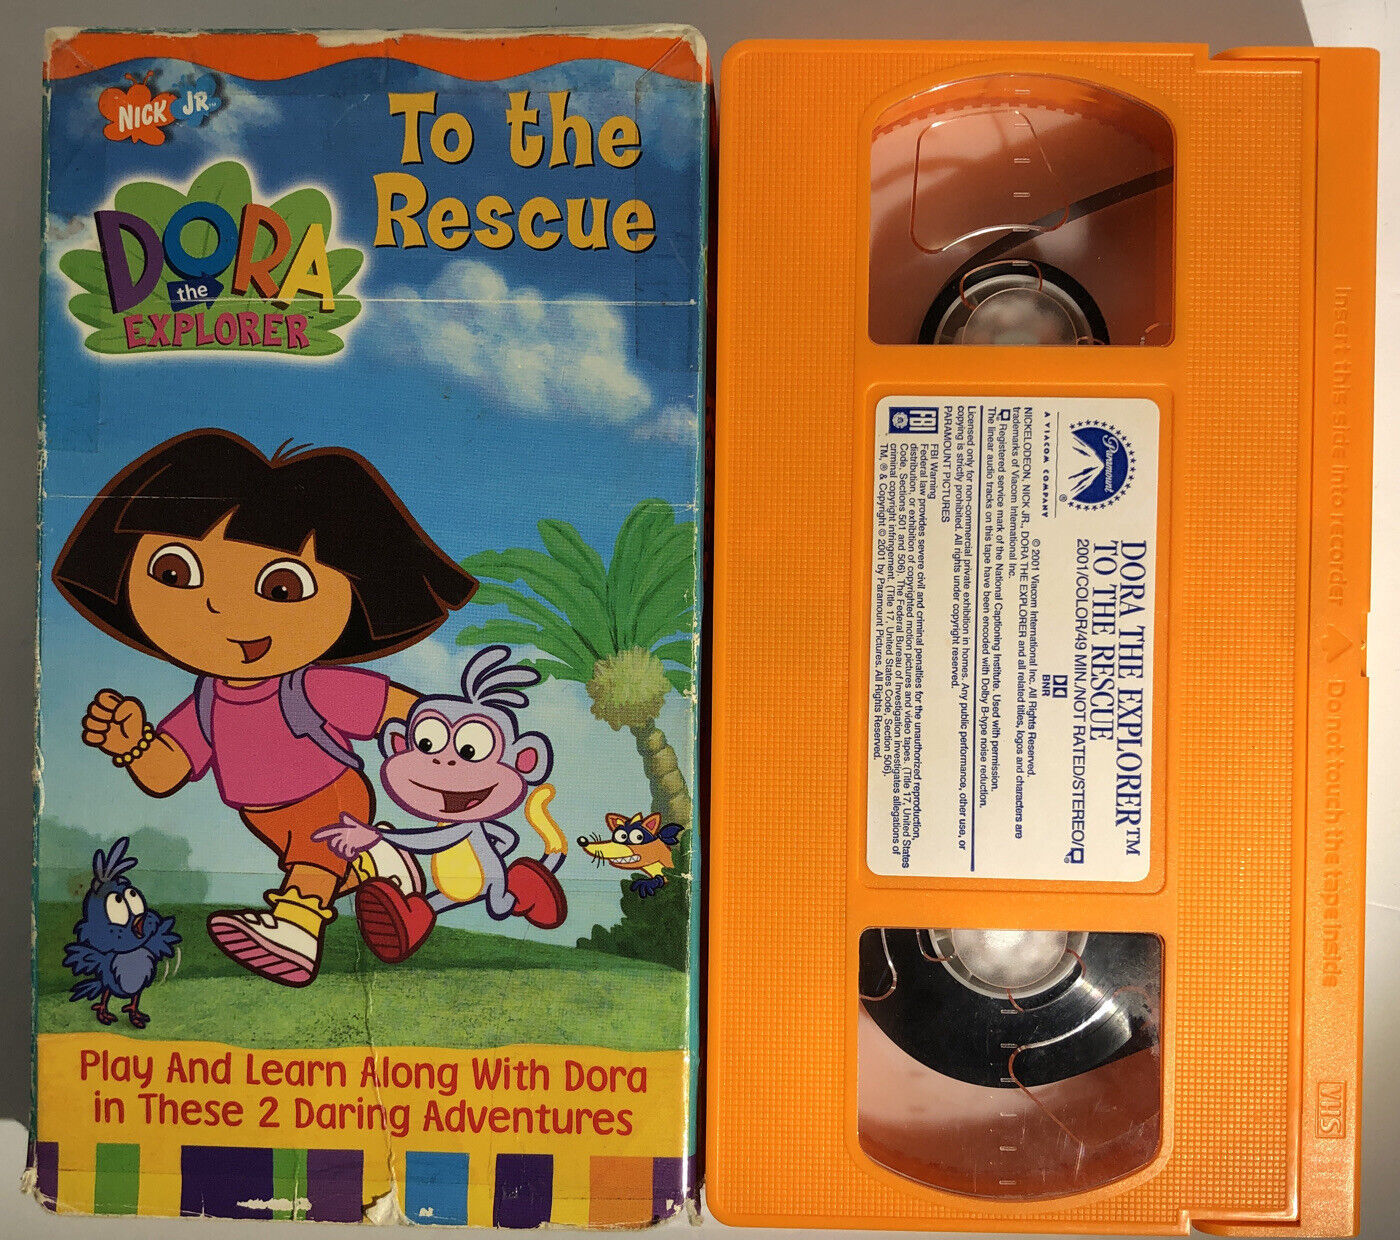 NICK JR.™
To the
Rescue
DORA
the
EXPLORER™
Play And Learn Along With Dora
in These 2 Daring Adventures
Paramount
®
A VIACOM COMPANY
DORA THE EXPLORER™
TO THE RESCUE
2001/COLOR/49 MIN./NOT RATED/STEREO/
®
BNR
© 2001 Viacom International Inc. All Rights Reserved.
NICKELODEON, NICK JR., DORA THE EXPLORER and all related titles, logos and characters are
trademarks of Viacom International Inc.
® Registered service mark of the National Captioning Institute. Used with permission.
The linear audio tracks on this tape have been encoded with Dolby B-type noise reduction.
Licensed only for non-commercial private exhibition in homes. Any public performance, other use, or
copying is strictly prohibited. All rights under copyright reserved.
PARAMOUNT PICTURES
FBI
FBI Warning
Federal law provides severe civil and criminal penalties for the unauthorized reproduction,
distribution, or exhibition of copyrighted motion pictures and video tapes. (Title 17, United States
Code, Sections 501 and 506). The Federal Bureau of Investigation investigates allegations of
criminal copyright infringement. (Title 17, United States Code, Section 506).
TM, ® & Copyright © 2001 by Paramount Pictures. All Rights Reserved.
Insert this side into recorder
Do not touch the tape inside
VHS